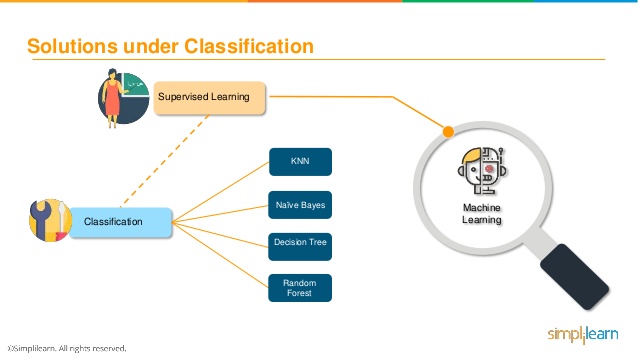 Solutions under Classification
Supervised Learning
KNN
Naïve Bayes
Machine
Learning
Classification
Decision Tree
Random
Forest
simplilearn
©Simplilearn. All rights reserved.